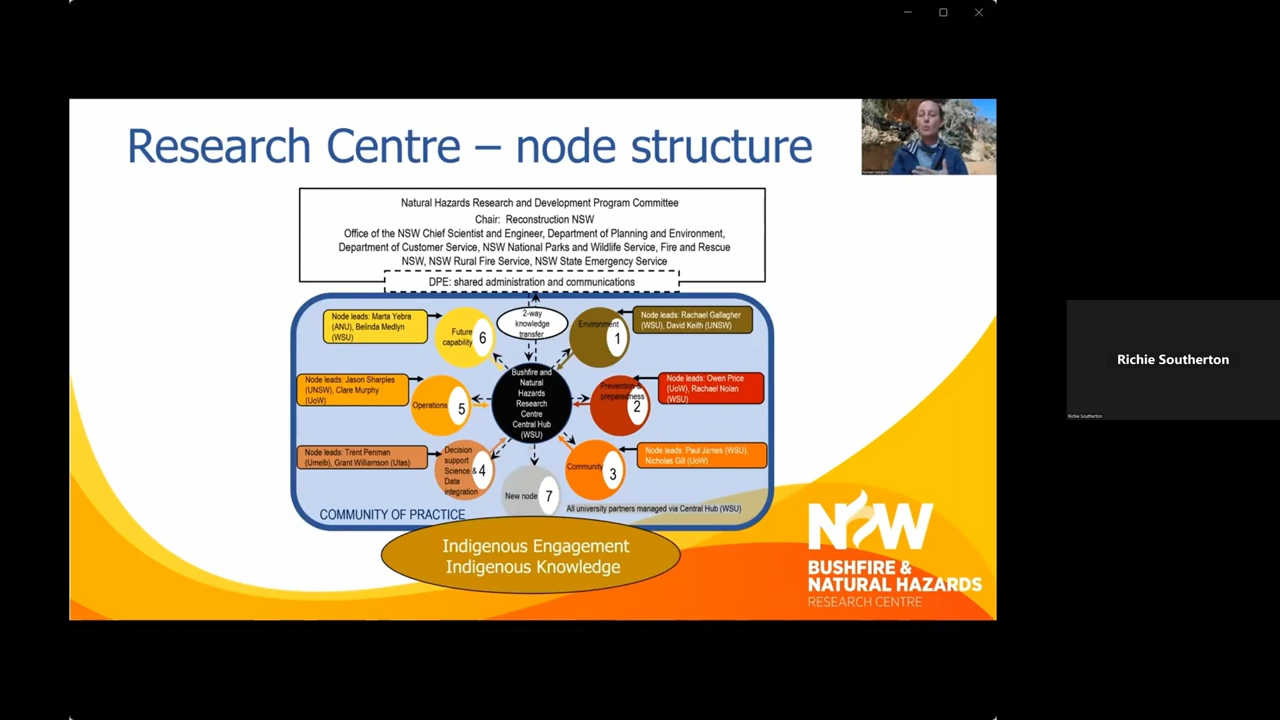 Research Centre – node structure
Natural Hazards Research and Development Program Committee
Chair: Reconstruction NSW
Office of the NSW Chief Scientist and Engineer, Department of Planning and Environment,
Department of Customer Service, NSW National Parks and Wildlife Service, Fire and Rescue
NSW, NSW Rural Fire Service, NSW State Emergency Service
DPE: shared administration and communications
Node leads: Marta Yebra
(ANU), Belinda Medlyn
(WSU)
Future
capability
6
2-way
knowledge
transfer
Environment
1
Node leads: Rachael Gallagher
(WSU), David Keith (UNSW)
Node leads: Jason Sharples
(UNSW), Clare Murphy
(UoW)
Operations
5
Bushfire and
Natural
Hazards
Research
Centre
Central Hub
(WSU)
Prevention &
preparedness
2
Node leads: Owen Price
(UoW), Rachael Nolan
(WSU)
Node leads: Trent Penman
(Umelb), Grant Williamson (Utas)
Decision
support
Science &
Data
integration
4
Community
3
Node leads: Paul James (WSU),
Nicholas Gill (UoW)
New node
7
All university partners managed via Central Hub (WSU)
COMMUNITY OF PRACTICE
Indigenous Engagement
Indigenous Knowledge
NSW
BUSHFIRE &
NATURAL HAZARDS
RESEARCH CENTRE
Richie Southerton
Richie Southerton